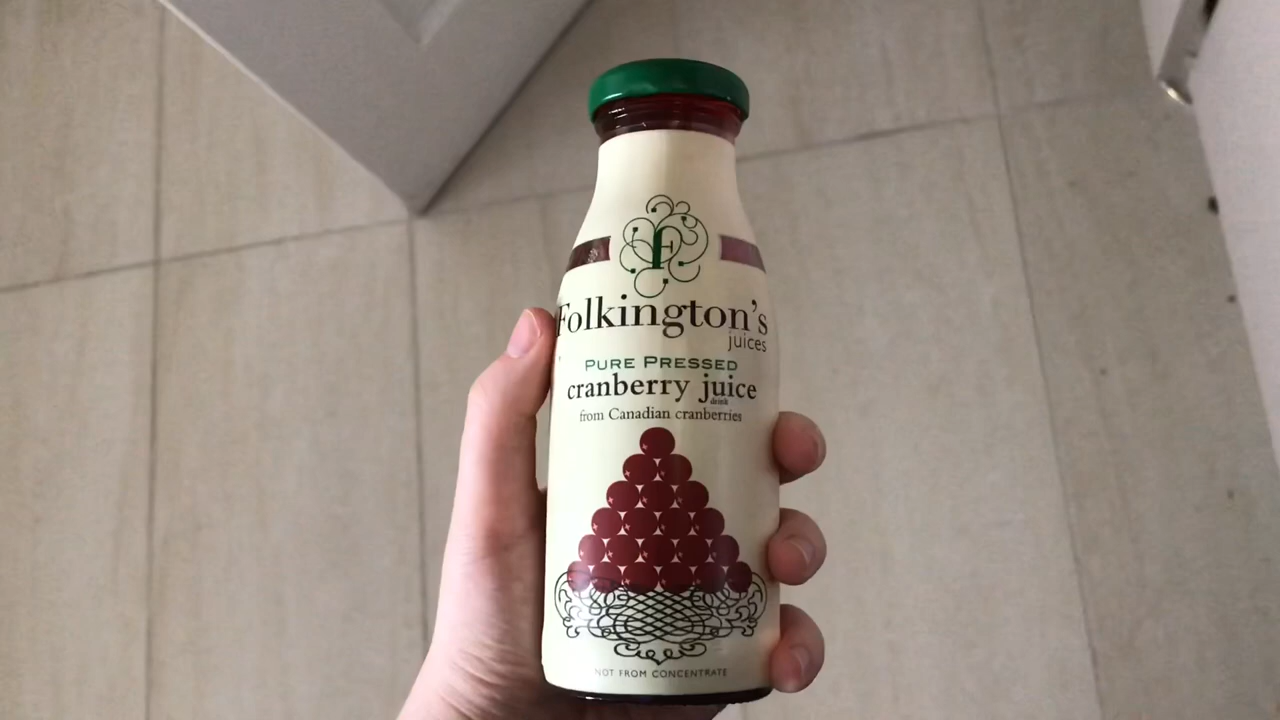 f
Folkington's
juices
PURE PRESSED
cranberry juice
drink
from Canadian cranberries
NOT FROM CONCENTRATE